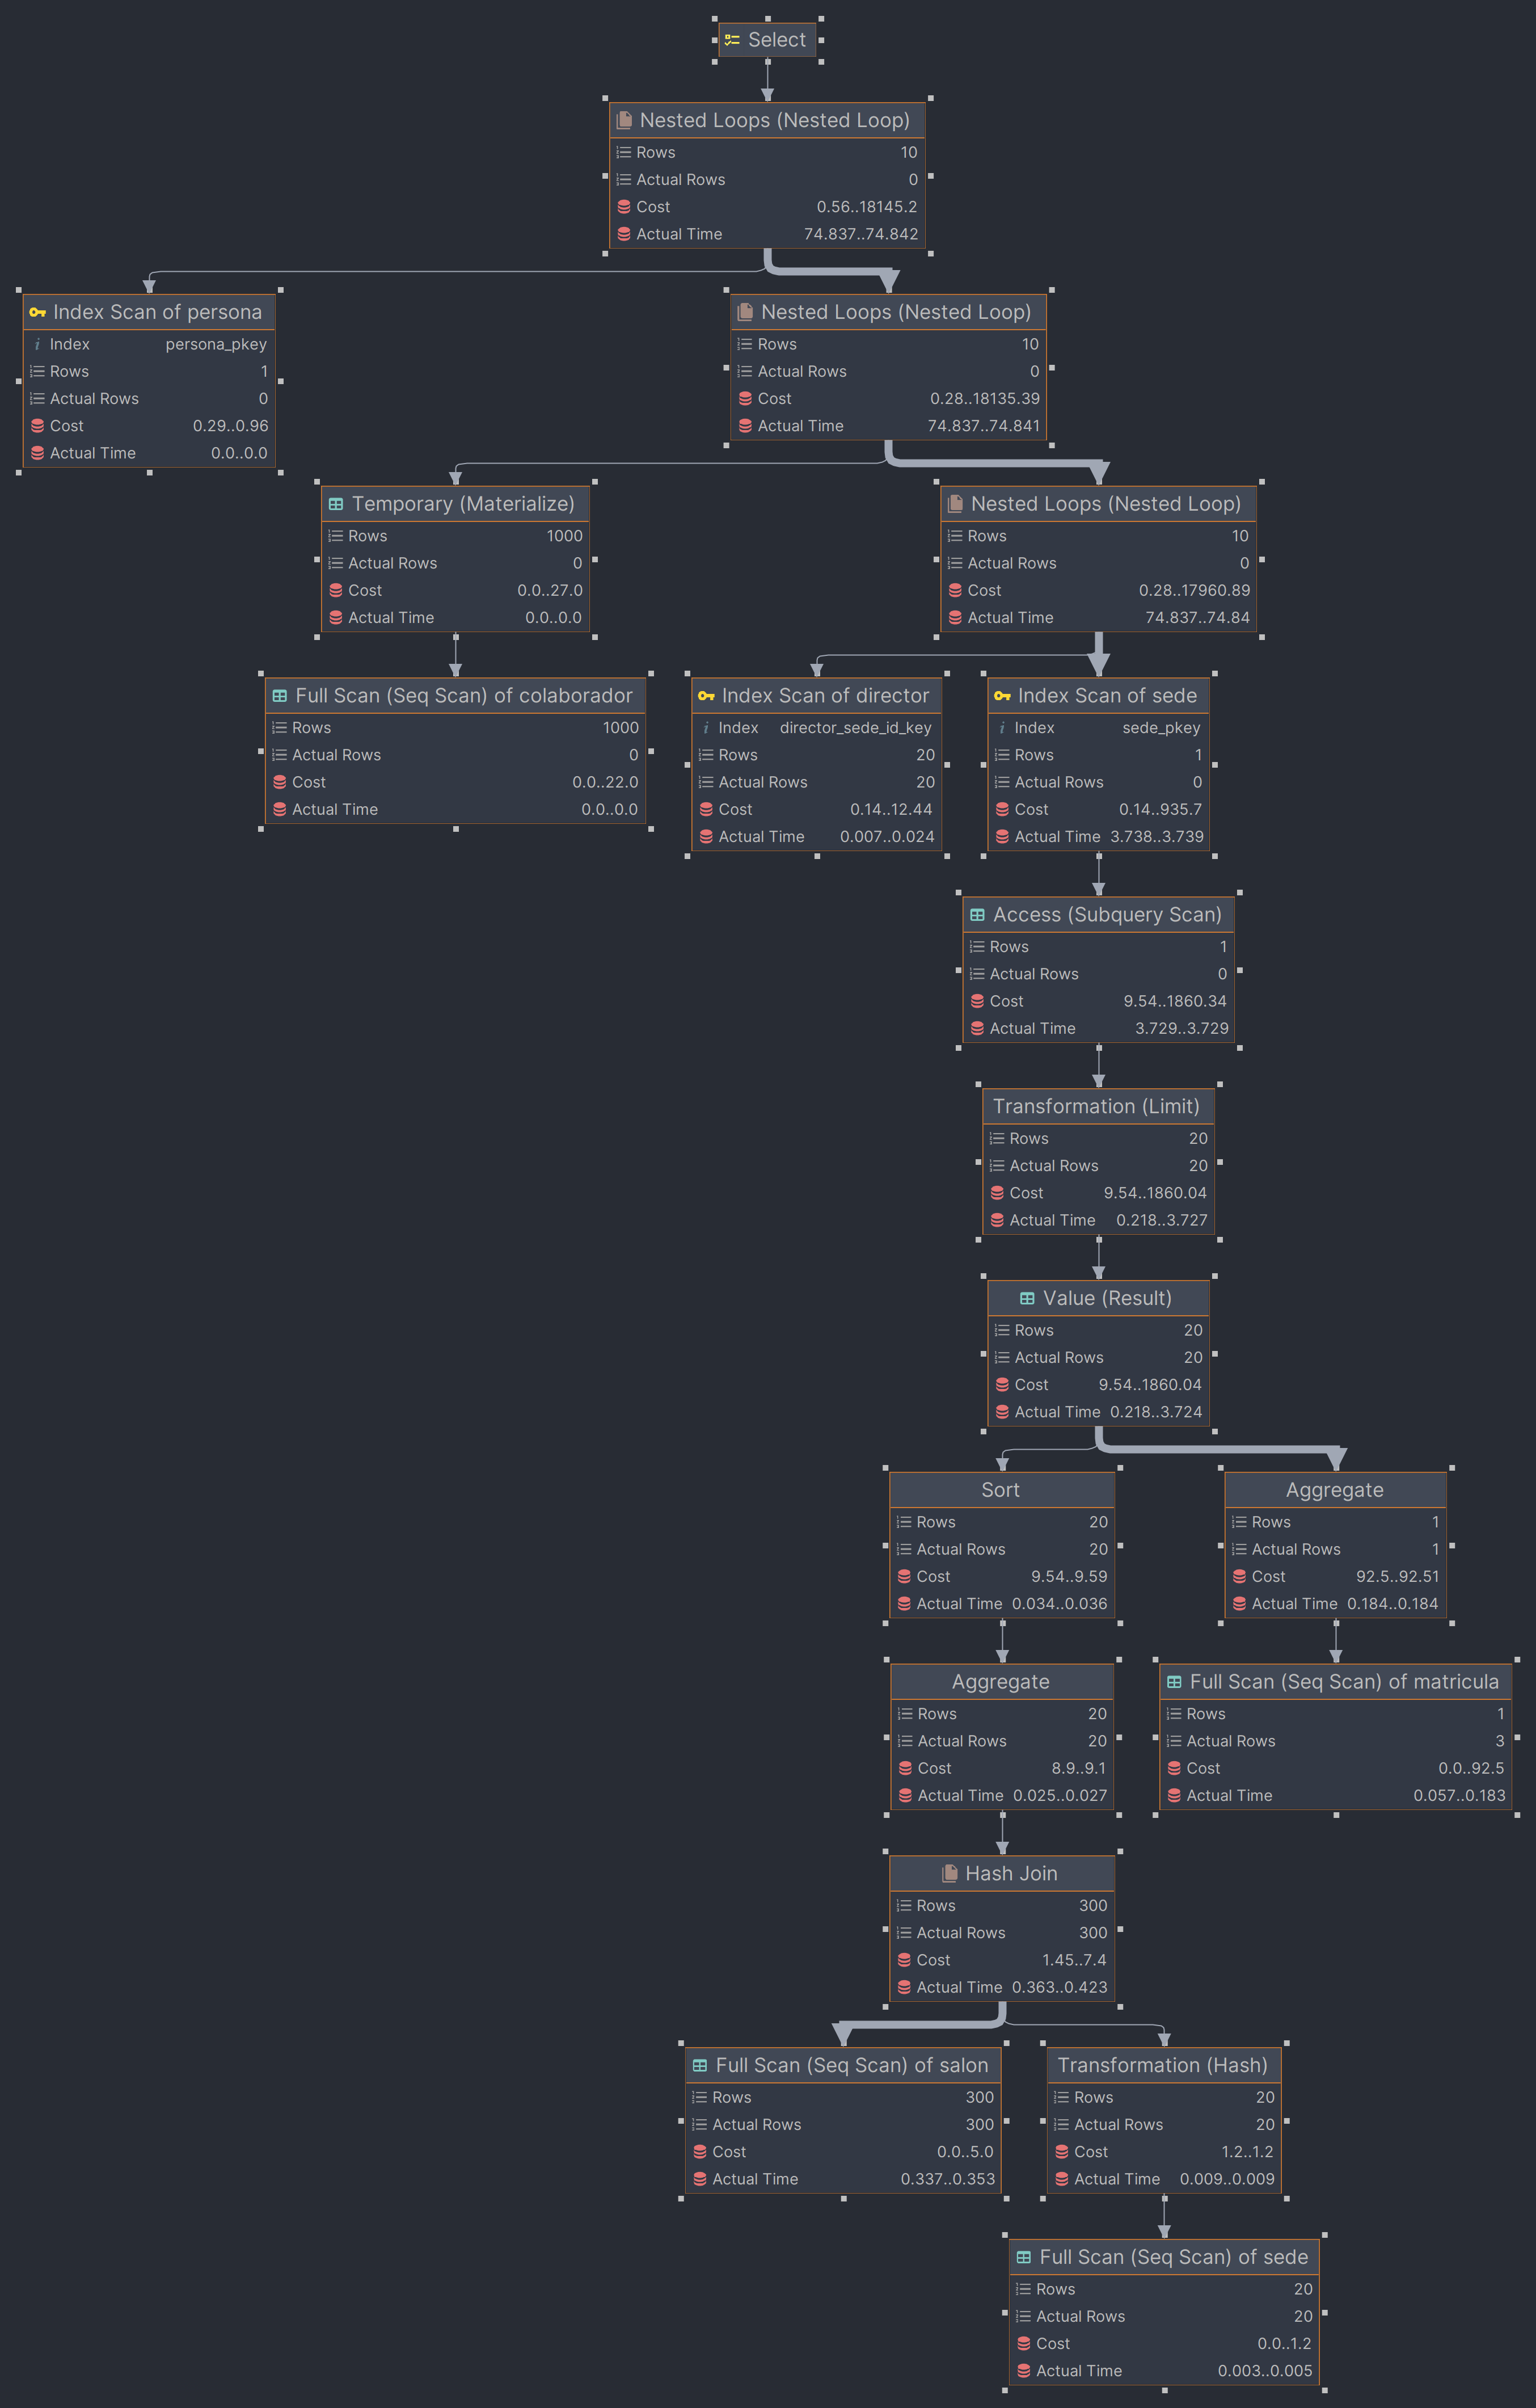 Select
Nested Loops (Nested Loop)
Rows 10
Actual Rows 0
Cost 0.56..18145.2
Actual Time 74.837..74.842
Index Scan of persona
i Index persona_pkey
Rows 1
Actual Rows 0
Cost 0.29..0.96
Actual Time 0.0..0.0
Nested Loops (Nested Loop)
Rows 10
Actual Rows 0
Cost 0.28..18135.39
Actual Time 74.837..74.841
Temporary (Materialize)
Rows 1000
Actual Rows 0
Cost 0.0..27.0
Actual Time 0.0..0.0
Nested Loops (Nested Loop)
Rows 10
Actual Rows 0
Cost 0.28..17960.89
Actual Time 74.837..74.84
Full Scan (Seq Scan) of colaborador
Rows 1000
Actual Rows 0
Cost 0.0..22.0
Actual Time 0.0..0.0
Index Scan of director
i Index director_sede_id_key
Rows 20
Actual Rows 20
Cost 0.14..12.44
Actual Time 0.007..0.024
Index Scan of sede
i Index sede_pkey
Rows 1
Actual Rows 0
Cost 0.14..935.7
Actual Time 3.738..3.739
Access (Subquery Scan)
Rows 1
Actual Rows 0
Cost 9.54..1860.34
Actual Time 3.729..3.729
Transformation (Limit)
Rows 20
Actual Rows 20
Cost 9.54..1860.04
Actual Time 0.218..3.727
Value (Result)
Rows 20
Actual Rows 20
Cost 9.54..1860.04
Actual Time 0.218..3.724
Sort
Rows 20
Actual Rows 20
Cost 9.54..9.59
Actual Time 0.034..0.036
Aggregate
Rows 1
Actual Rows 1
Cost 92.5..92.51
Actual Time 0.184..0.184
Aggregate
Rows 20
Actual Rows 20
Cost 8.9..9.1
Actual Time 0.025..0.027
Full Scan (Seq Scan) of matricula
Rows 1
Actual Rows 3
Cost 0.0..92.5
Actual Time 0.057..0.183
Hash Join
Rows 300
Actual Rows 300
Cost 1.45..7.4
Actual Time 0.363..0.423
Full Scan (Seq Scan) of salon
Rows 300
Actual Rows 300
Cost 0.0..5.0
Actual Time 0.337..0.353
Transformation (Hash)
Rows 20
Actual Rows 20
Cost 1.2..1.2
Actual Time 0.009..0.009
Full Scan (Seq Scan) of sede
Rows 20
Actual Rows 20
Cost 0.0..1.2
Actual Time 0.003..0.005